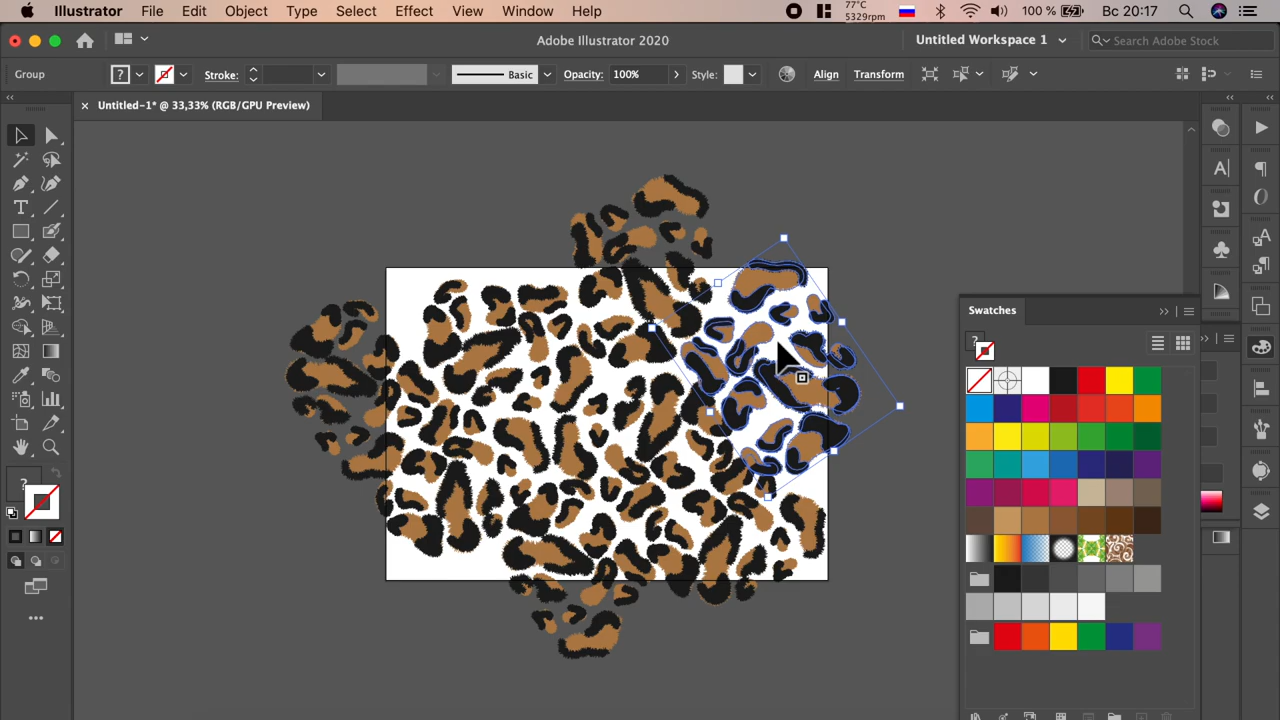 Illustrator File Edit Object Type Select Effect View Window Help 77°C 5329rpm 100 % Вс 20:17
Adobe Illustrator 2020 Untitled Workspace 1 Search Adobe Stock
Group ? Stroke: Basic Opacity: 100% Style: Align Transform
Untitled-1* @ 33,33% (RGB/GPU Preview)
Swatches
?
?